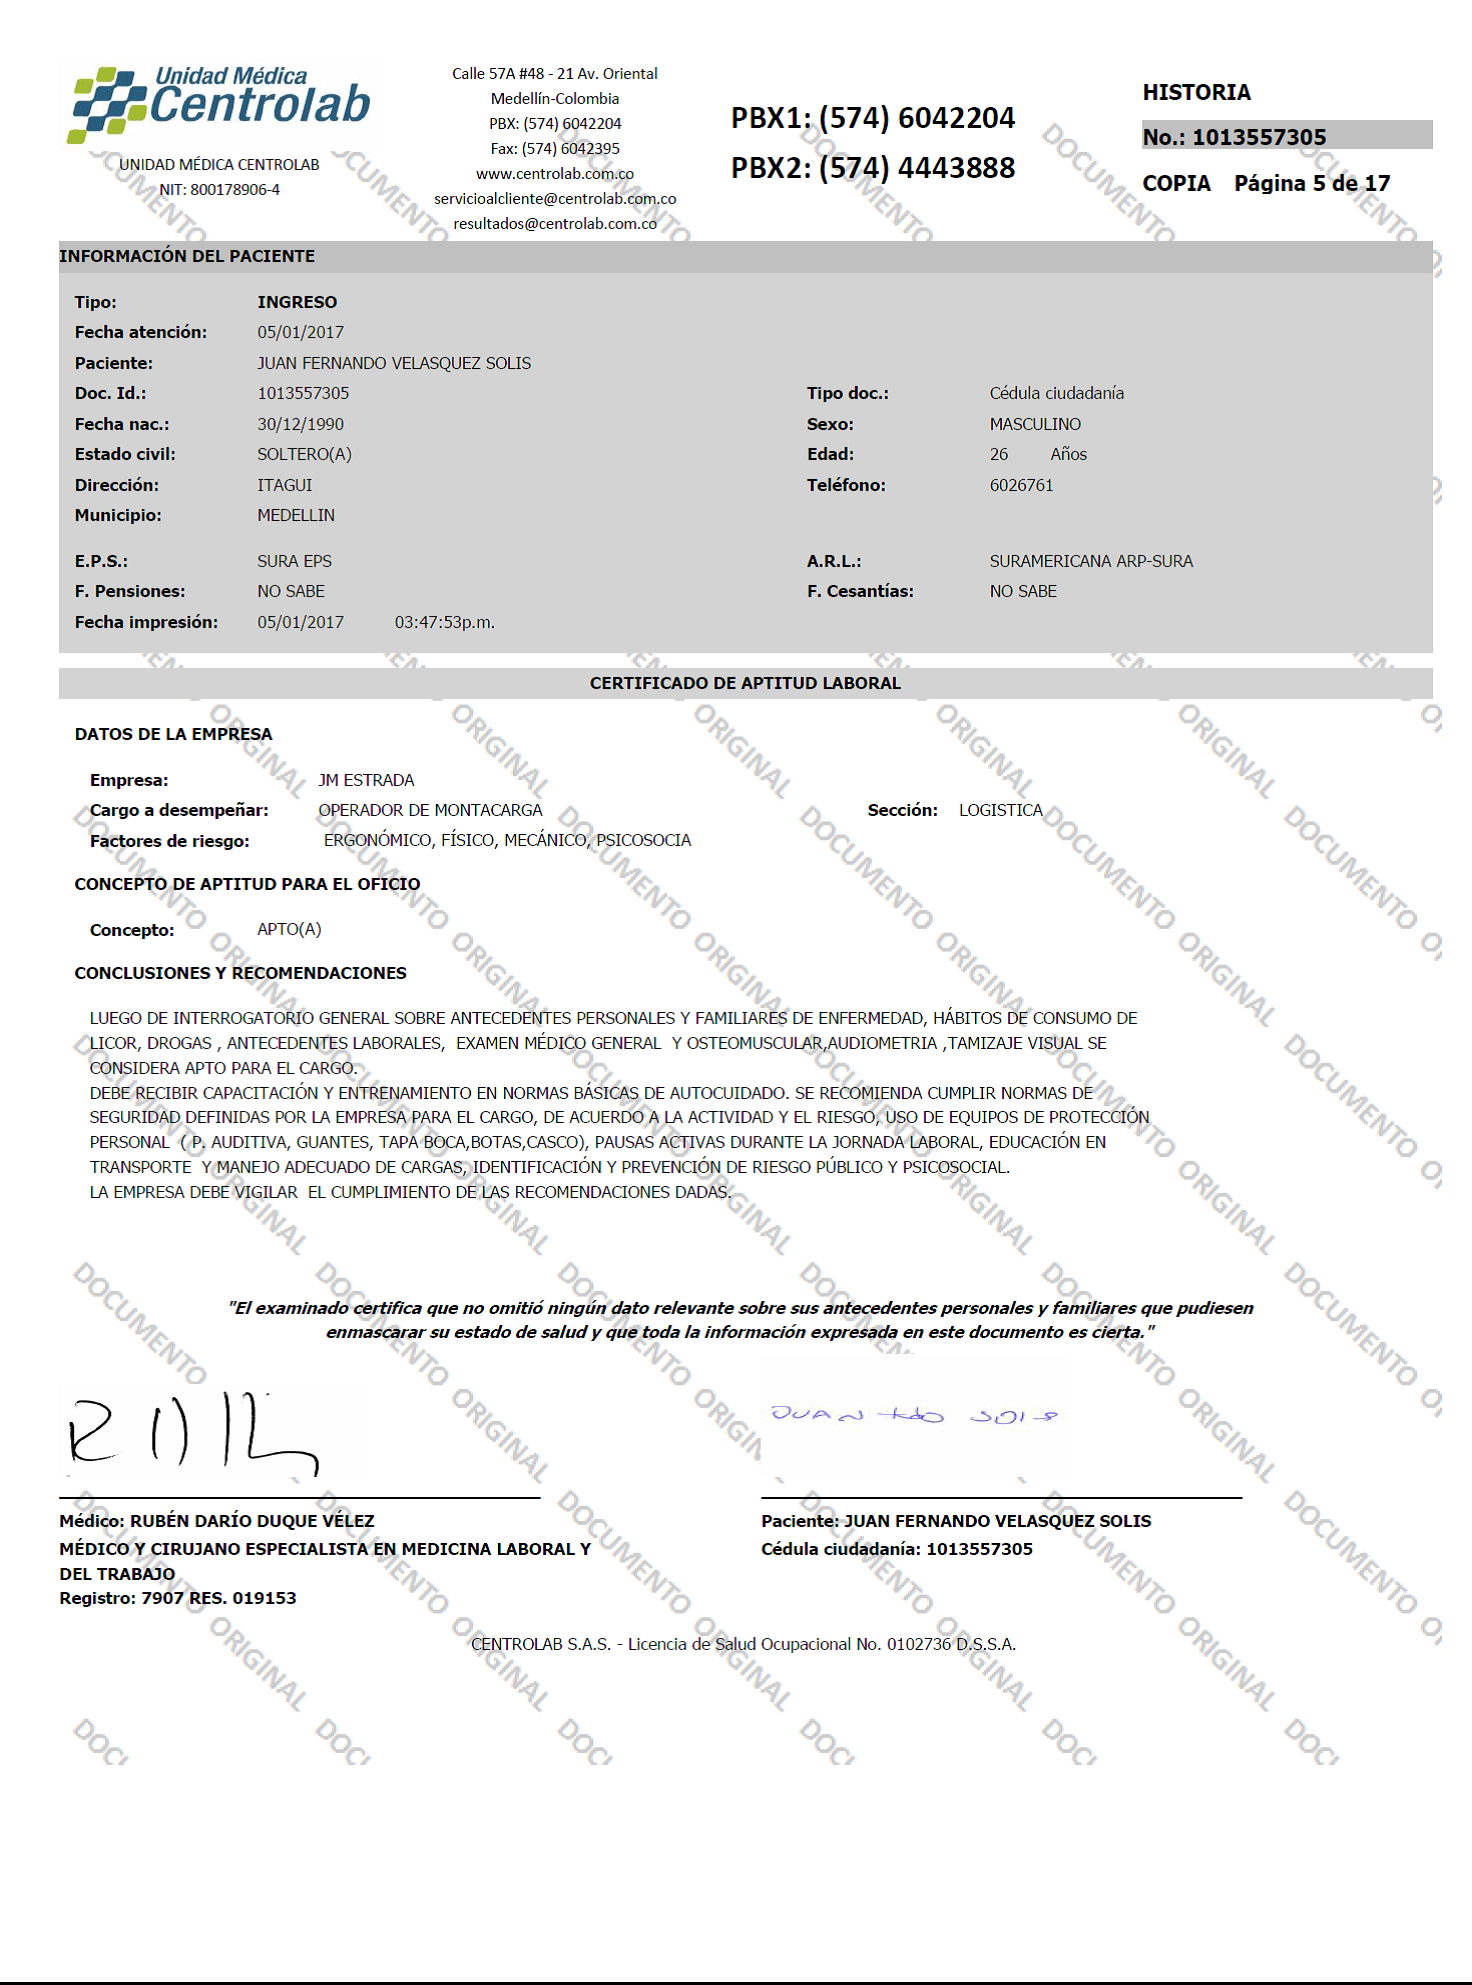 Unidad Médica
Centrolab
UNIDAD MÉDICA CENTROLAB
NIT: 800178906-4
Calle 57A #48 - 21 Av. Oriental
Medellín-Colombia
PBX: (574) 6042204
Fax: (574) 6042395
www.centrolab.com.co
servicioalcliente@centrolab.com.co
resultados@centrolab.com.co
PBX1: (574) 6042204
PBX2: (574) 4443888
HISTORIA
No.: 1013557305
COPIA Página 5 de 17
INFORMACIÓN DEL PACIENTE
Tipo: INGRESO
Fecha atención: 05/01/2017
Paciente: JUAN FERNANDO VELASQUEZ SOLIS
Doc. Id.: 1013557305 Tipo doc.: Cédula ciudadanía
Fecha nac.: 30/12/1990 Sexo: MASCULINO
Estado civil: SOLTERO(A) Edad: 26 Años
Dirección: ITAGUI Teléfono: 6026761
Municipio: MEDELLIN
E.P.S.: SURA EPS A.R.L.: SURAMERICANA ARP-SURA
F. Pensiones: NO SABE F. Cesantías: NO SABE
Fecha impresión: 05/01/2017 03:47:53p.m.
CERTIFICADO DE APTITUD LABORAL
DATOS DE LA EMPRESA
Empresa: JM ESTRADA
Cargo a desempeñar: OPERADOR DE MONTACARGA Sección: LOGISTICA
Factores de riesgo: ERGONÓMICO, FÍSICO, MECÁNICO, PSICOSOCIA
CONCEPTO DE APTITUD PARA EL OFICIO
Concepto: APTO(A)
CONCLUSIONES Y RECOMENDACIONES
LUEGO DE INTERROGATORIO GENERAL SOBRE ANTECEDENTES PERSONALES Y FAMILIARES DE ENFERMEDAD, HÁBITOS DE CONSUMO DE
LICOR, DROGAS , ANTECEDENTES LABORALES, EXAMEN MÉDICO GENERAL Y OSTEOMUSCULAR,AUDIOMETRIA ,TAMIZAJE VISUAL SE
CONSIDERA APTO PARA EL CARGO.
DEBE RECIBIR CAPACITACIÓN Y ENTRENAMIENTO EN NORMAS BÁSICAS DE AUTOCUIDADO. SE RECOMIENDA CUMPLIR NORMAS DE
SEGURIDAD DEFINIDAS POR LA EMPRESA PARA EL CARGO, DE ACUERDO A LA ACTIVIDAD Y EL RIESGO, USO DE EQUIPOS DE PROTECCIÓN
PERSONAL ( P. AUDITIVA, GUANTES, TAPA BOCA,BOTAS,CASCO), PAUSAS ACTIVAS DURANTE LA JORNADA LABORAL, EDUCACIÓN EN
TRANSPORTE Y MANEJO ADECUADO DE CARGAS, IDENTIFICACIÓN Y PREVENCIÓN DE RIESGO PÚBLICO Y PSICOSOCIAL.
LA EMPRESA DEBE VIGILAR EL CUMPLIMIENTO DE LAS RECOMENDACIONES DADAS.
"El examinado certifica que no omitió ningún dato relevante sobre sus antecedentes personales y familiares que pudiesen
enmascarar su estado de salud y que toda la información expresada en este documento es cierta."
JUAN SOLIS
Médico: RUBÉN DARÍO DUQUE VÉLEZ
MÉDICO Y CIRUJANO ESPECIALISTA EN MEDICINA LABORAL Y
DEL TRABAJO
Registro: 7907 RES. 019153
Paciente: JUAN FERNANDO VELASQUEZ SOLIS
Cédula ciudadanía: 1013557305
CENTROLAB S.A.S. - Licencia de Salud Ocupacional No. 0102736 D.S.S.A.
DOCUMENTO ORIGINAL